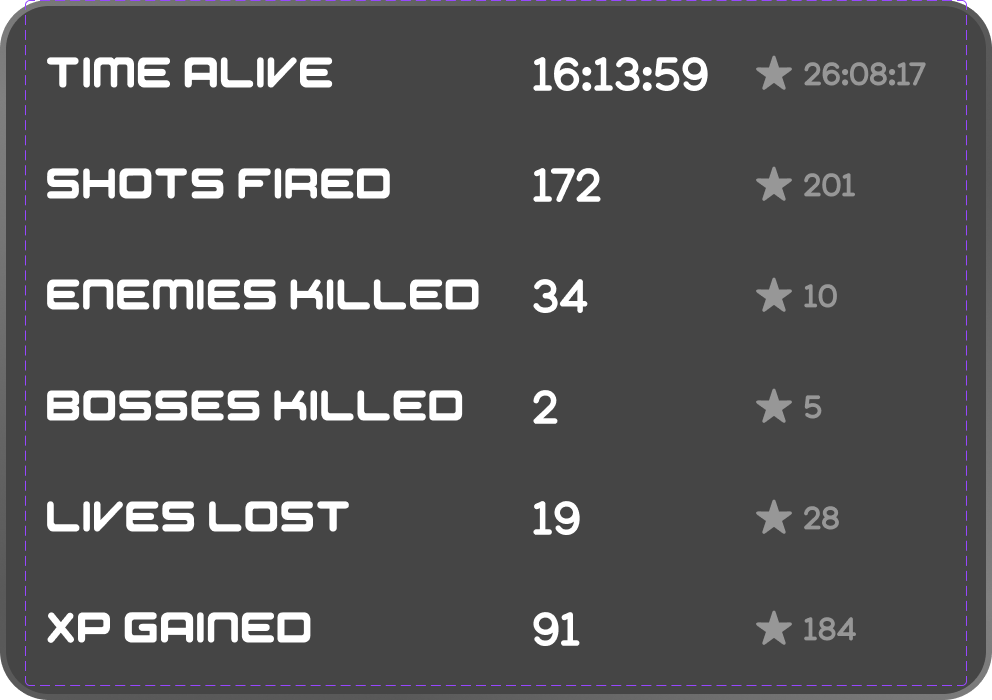 TIME ALIVE 16:13:59 26:08:17
SHOTS FIRED 172 201
ENEMIES KILLED 34 10
BOSSES KILLED 2 5
LIVES LOST 19 28
XP GAINED 91 184